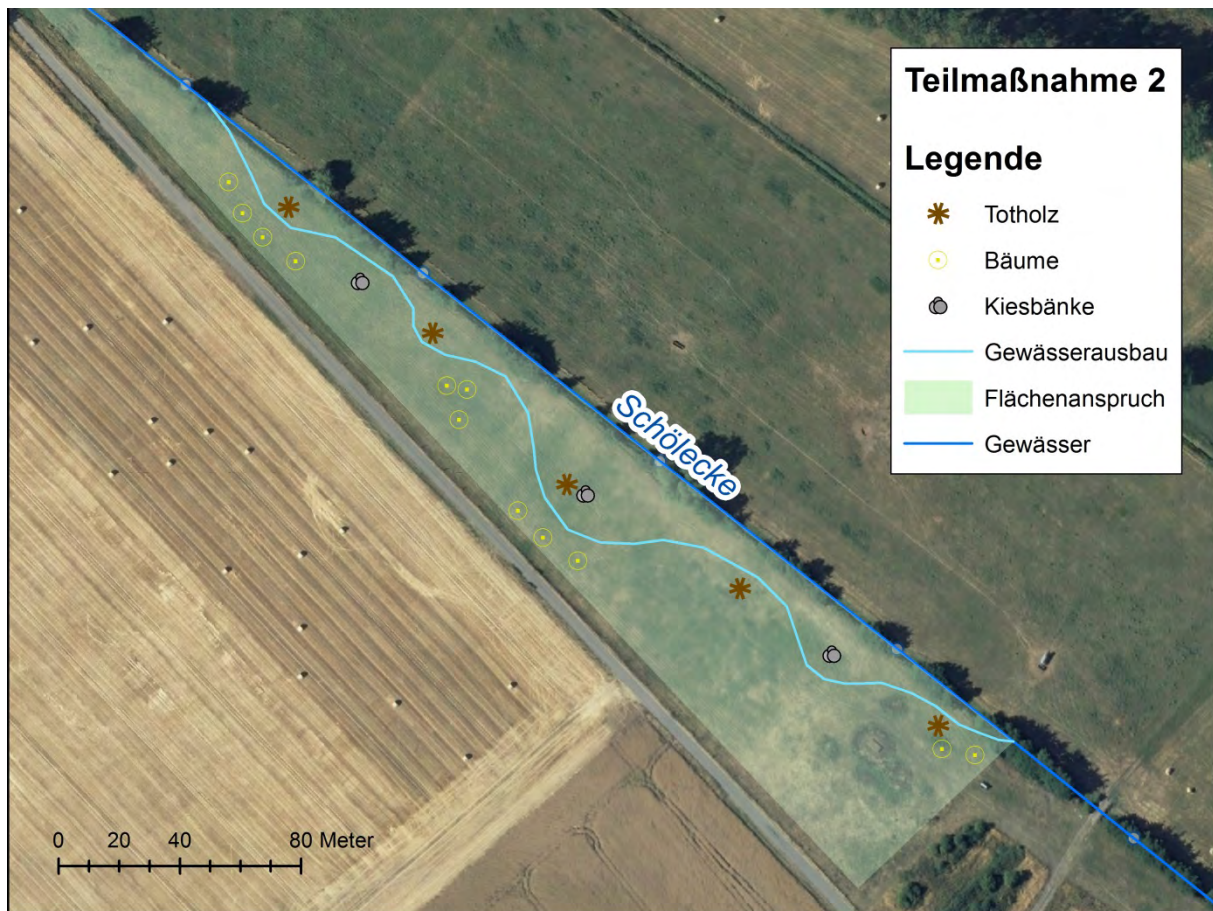 Teilmaßnahme 2
Legende
Totholz
Bäume
Kiesbänke
Gewässerausbau
Flächenanspruch
Gewässer
Schölecke
0 20 40 80 Meter